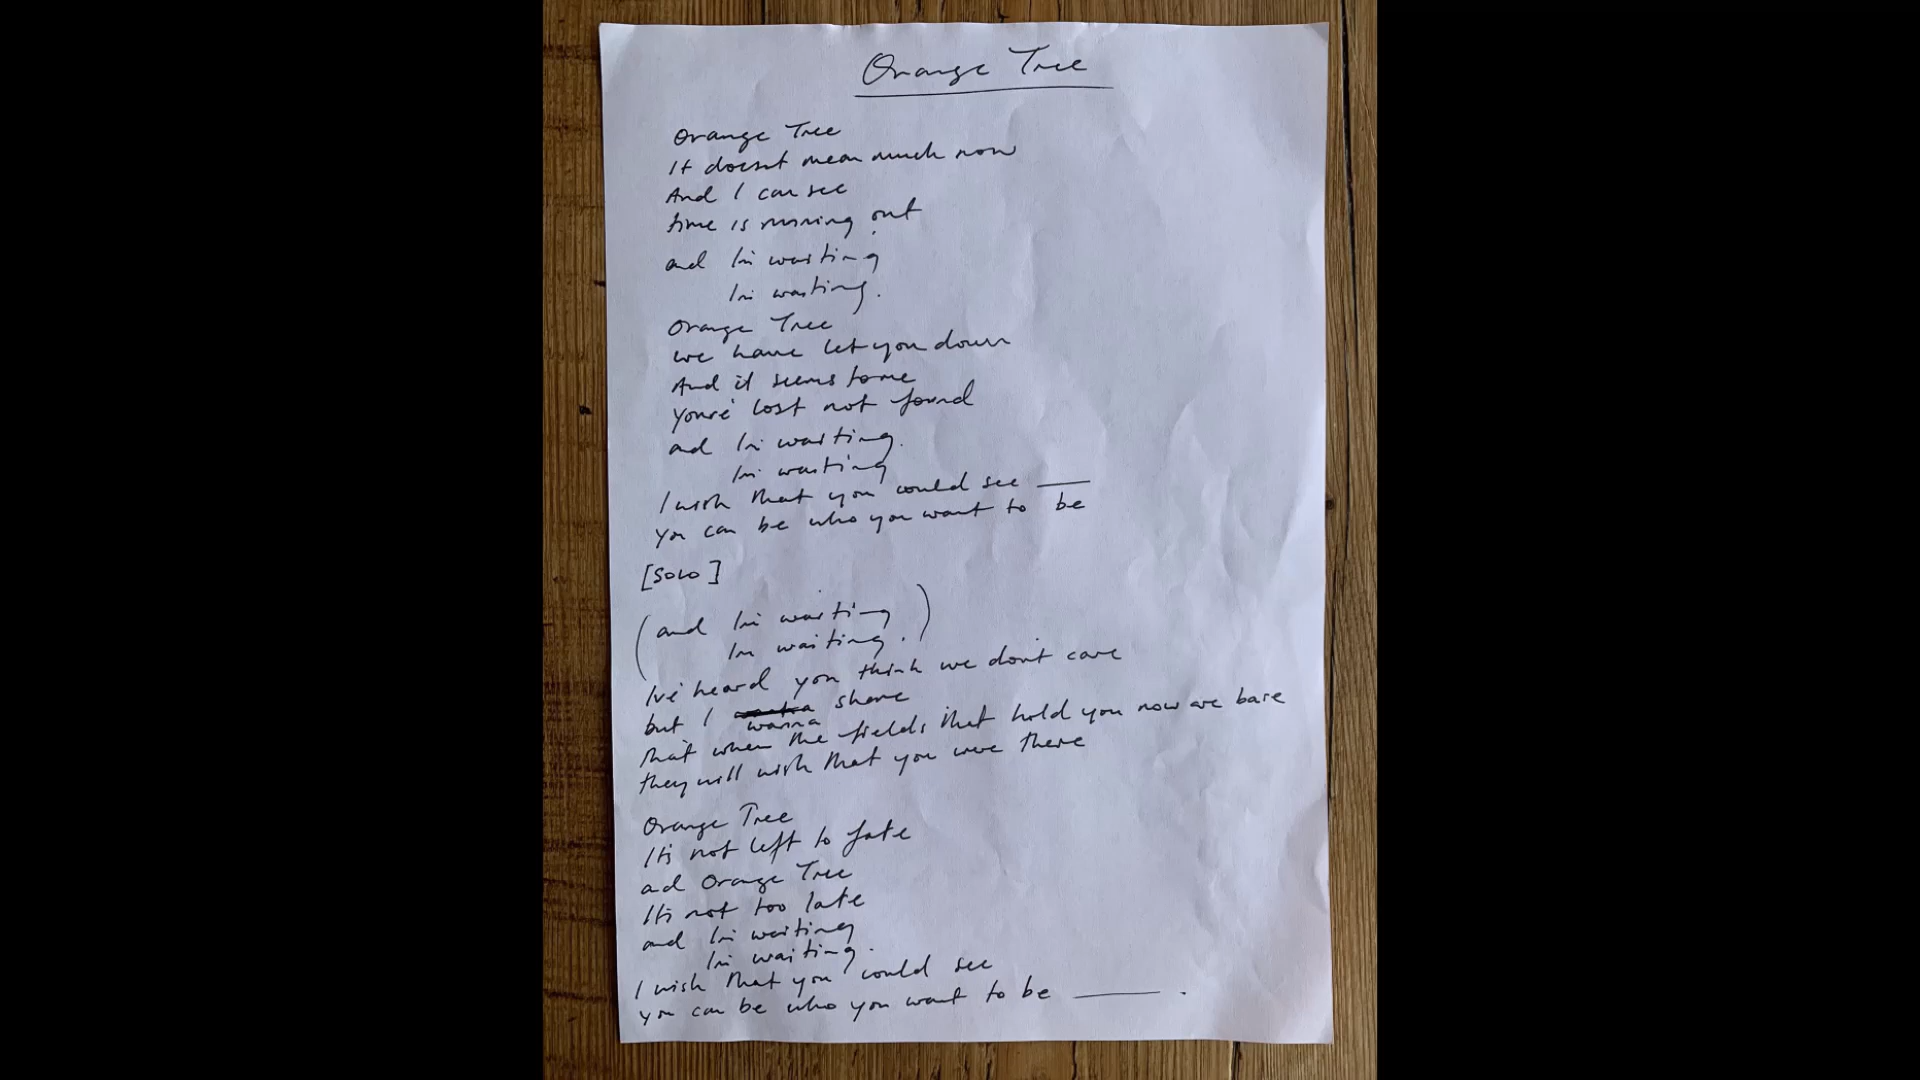 Orange Tree
Orange Tree
It doesnt mean much now
And I can see
time is running out
and I'm waiting
I'm waiting.
Orange Tree
we have let you down
And it seems to me
You're lost not found
and I'm waiting.
I'm waiting
I wish that you could see ___
you can be who you want to be
[SOLO]
(and I'm waiting
I'm waiting.)
I've heard you think we don't care
but I wanna share
that when the fields that hold you now are bare
they will wish that you were there
Orange Tree
It's not left to fate
and Orange Tree
It's not too late
and I'm waiting
I'm waiting.
I wish that you could see
you can be who you want to be ___.